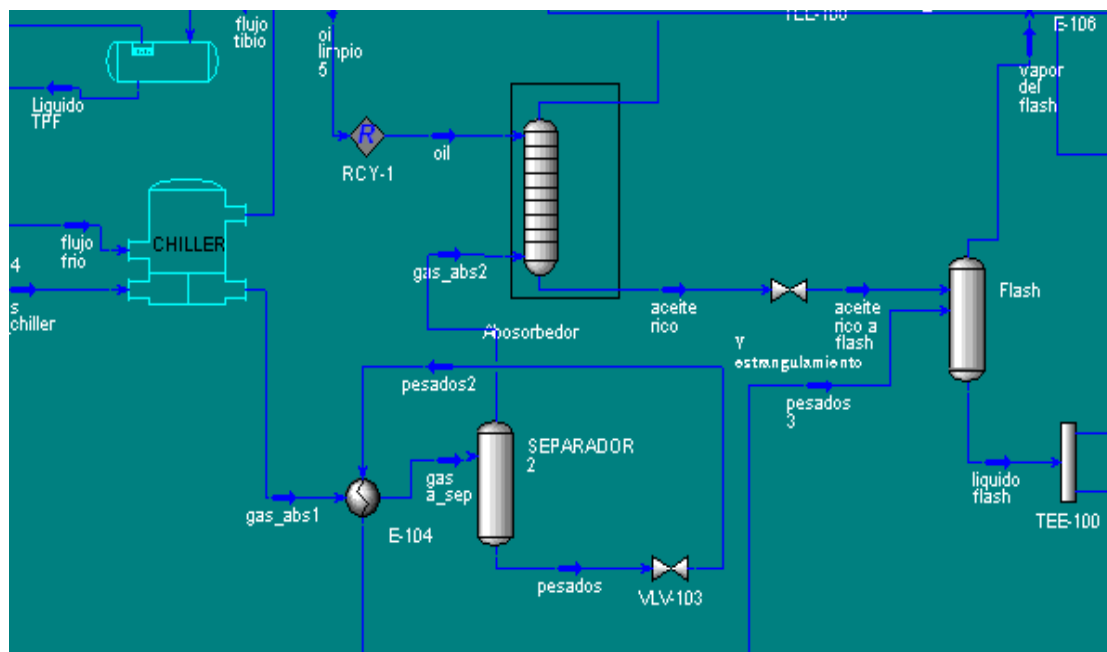 flujo
tibio
oil
limpio
5
TEE-100
E-106
vapor
del
flash
Liquido
TPF
RCY-1
oil
CHILLER
flujo
frio
4
s
_chiller
gas_abs2
Abosorbedor
aceite
rico
Y
estrangulamiento
aceite
rico a
flash
Flash
pesados2
pesados
3
SEPARADOR
2
gas
a_sep
gas_abs1
E-104
pesados
VLV-103
liquido
flash
TEE-100